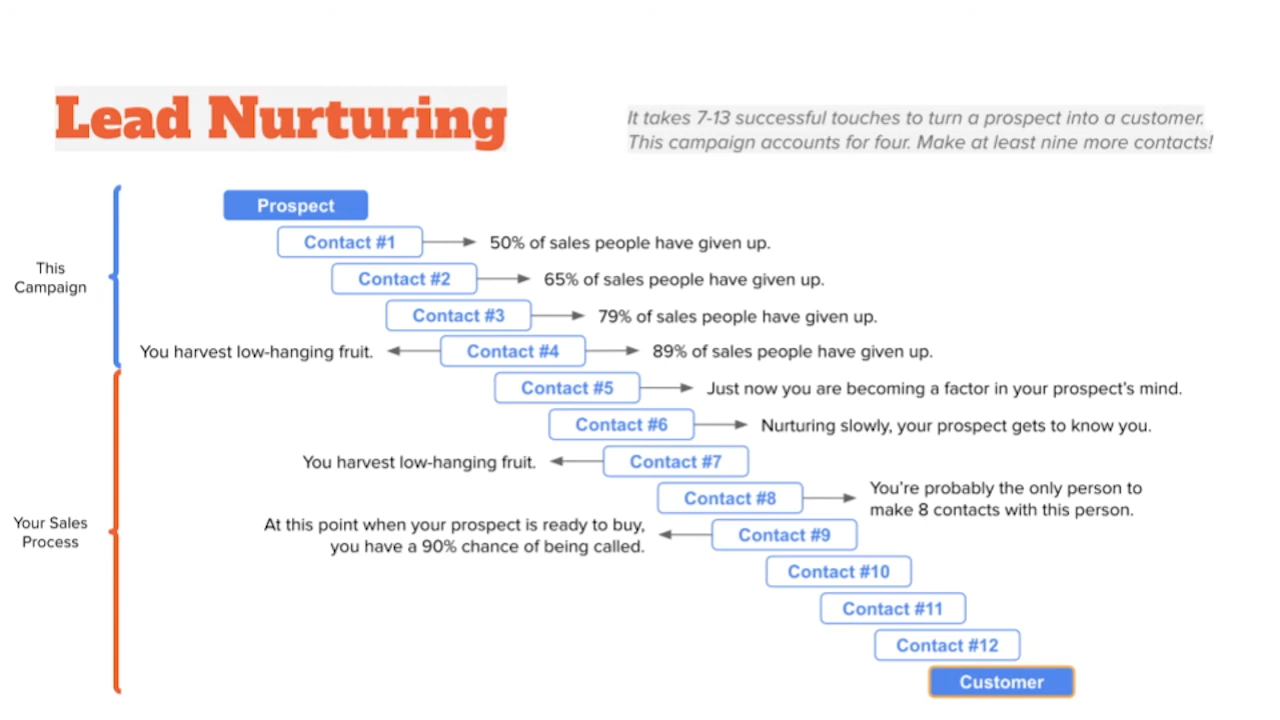 Lead Nurturing
It takes 7-13 successful touches to turn a prospect into a customer.
This campaign accounts for four. Make at least nine more contacts!
Prospect
Contact #1
50% of sales people have given up.
This
Campaign
Contact #2
65% of sales people have given up.
Contact #3
79% of sales people have given up.
You harvest low-hanging fruit.
Contact #4
89% of sales people have given up.
Contact #5
Just now you are becoming a factor in your prospect's mind.
Contact #6
Nurturing slowly, your prospect gets to know you.
You harvest low-hanging fruit.
Contact #7
Contact #8
You're probably the only person to
make 8 contacts with this person.
Your Sales
Process
At this point when your prospect is ready to buy,
you have a 90% chance of being called.
Contact #9
Contact #10
Contact #11
Contact #12
Customer